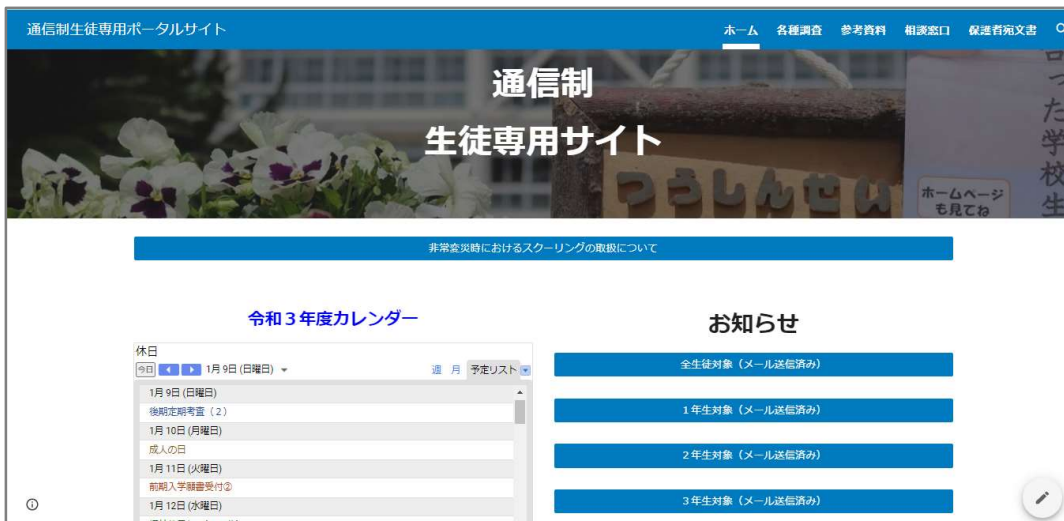 通信制生徒専用ポータルサイト
ホーム 各種調査 参考資料 相談窓口 保護者宛文書
通信制
生徒専用サイト
つうしんせい
ホームページ
も見てね
った学校生
非常変災時におけるスクーリングの取扱について
令和3年度カレンダー
休日
今日 1月9日 (日曜日) 週 月 予定リスト
1月9日 (日曜日)
後期定期考査（2）
1月10日 (月曜日)
成人の日
1月11日 (火曜日)
前期入学願書受付②
1月12日 (水曜日)
お知らせ
全生徒対象（メール送信済み）
1年生対象（メール送信済み）
2年生対象（メール送信済み）
3年生対象（メール送信済み）